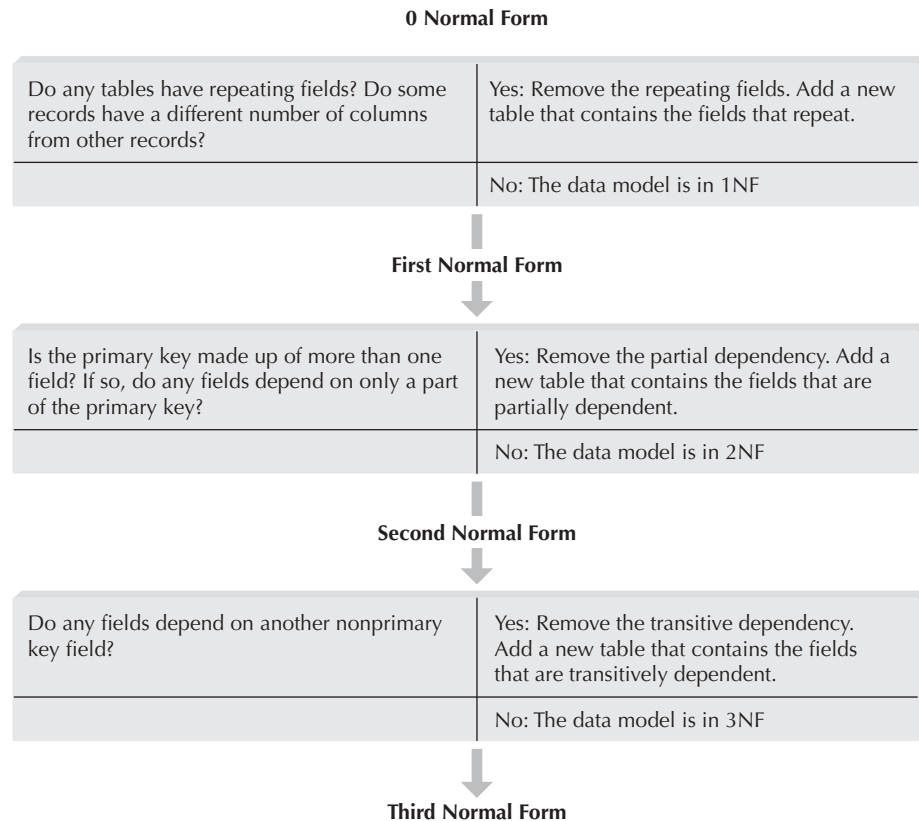 0 Normal Form
Do any tables have repeating fields? Do some
records have a different number of columns
from other records?
Yes: Remove the repeating fields. Add a new
table that contains the fields that repeat.
No: The data model is in 1NF
First Normal Form
Is the primary key made up of more than one
field? If so, do any fields depend on only a part
of the primary key?
Yes: Remove the partial dependency. Add a
new table that contains the fields that are
partially dependent.
No: The data model is in 2NF
Second Normal Form
Do any fields depend on another nonprimary
key field?
Yes: Remove the transitive dependency.
Add a new table that contains the fields
that are transitively dependent.
No: The data model is in 3NF
Third Normal Form